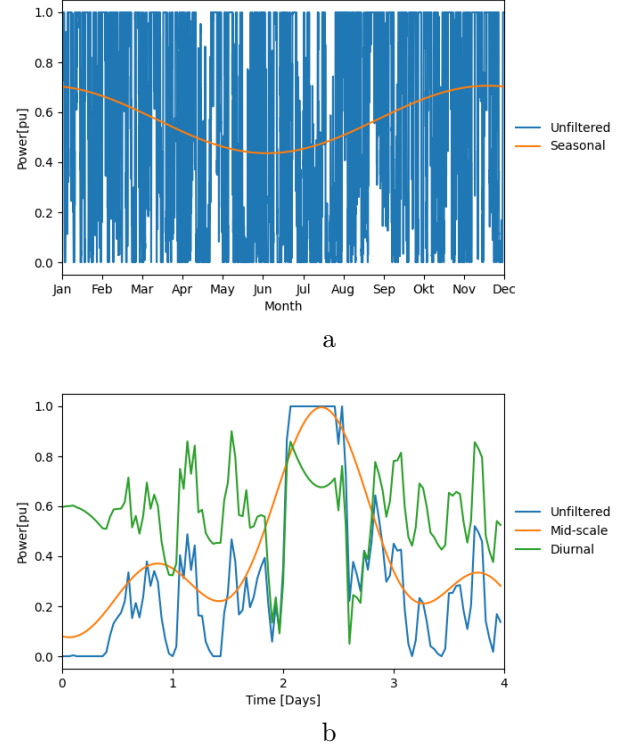 1.0
0.8
0.6
0.4
0.2
0.0
Power[pu]
Jan Feb Mar Apr May Jun Jul Aug Sep Okt Nov Dec
Month
Unfiltered
Seasonal
a
1.0
0.8
0.6
0.4
0.2
0.0
Power[pu]
0 1 2 3 4
Time [Days]
Unfiltered
Mid-scale
Diurnal
b